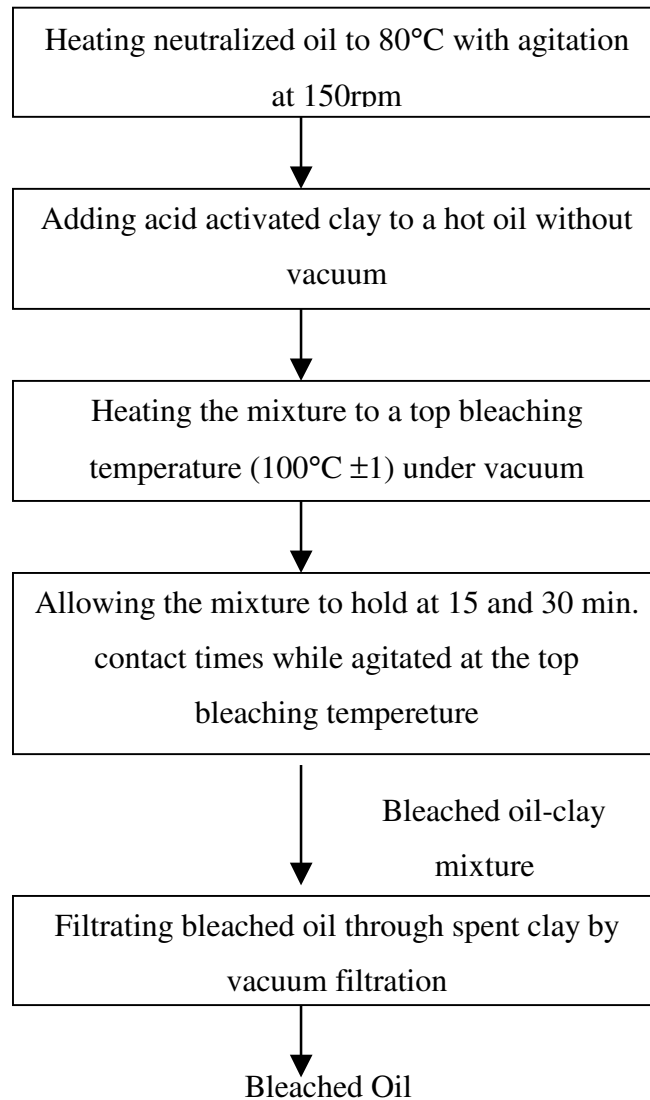 Heating neutralized oil to 80°C with agitation
at 150rpm
Adding acid activated clay to a hot oil without
vacuum
Heating the mixture to a top bleaching
temperature (100°C ±1) under vacuum
Allowing the mixture to hold at 15 and 30 min.
contact times while agitated at the top
bleaching tempereture
Bleached oil-clay
mixture
Filtrating bleached oil through spent clay by
vacuum filtration
Bleached Oil